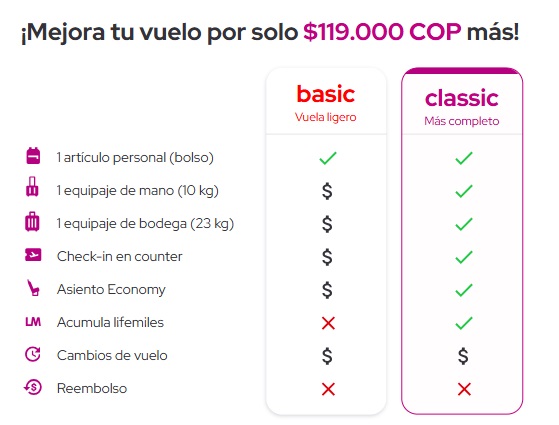 ¡Mejora tu vuelo por solo $119.000 COP más!
basic
Vuela ligero
classic
Más completo
1 artículo personal (bolso)
1 equipaje de mano (10 kg) $
1 equipaje de bodega (23 kg) $
Check-in en counter $
Asiento Economy $
LM Acumula lifemiles
Cambios de vuelo $ $
$ Reembolso